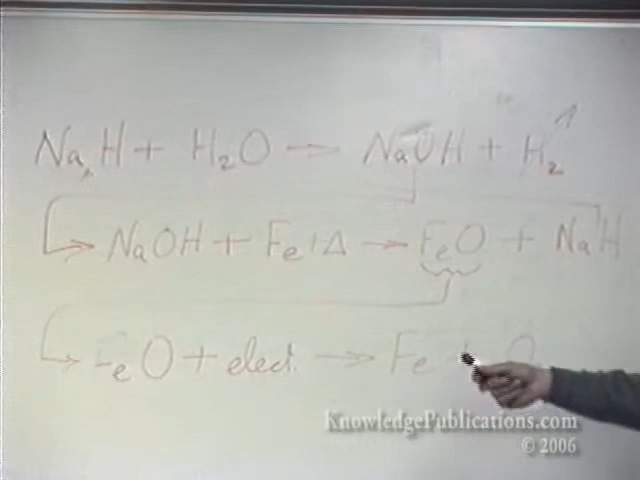 NaH + H₂O → NaOH + H₂ ↑
→ NaOH + Fe + Δ → FeO + NaH
→ FeO + elect. → Fe + O
KnowledgePublications.com
© 2006